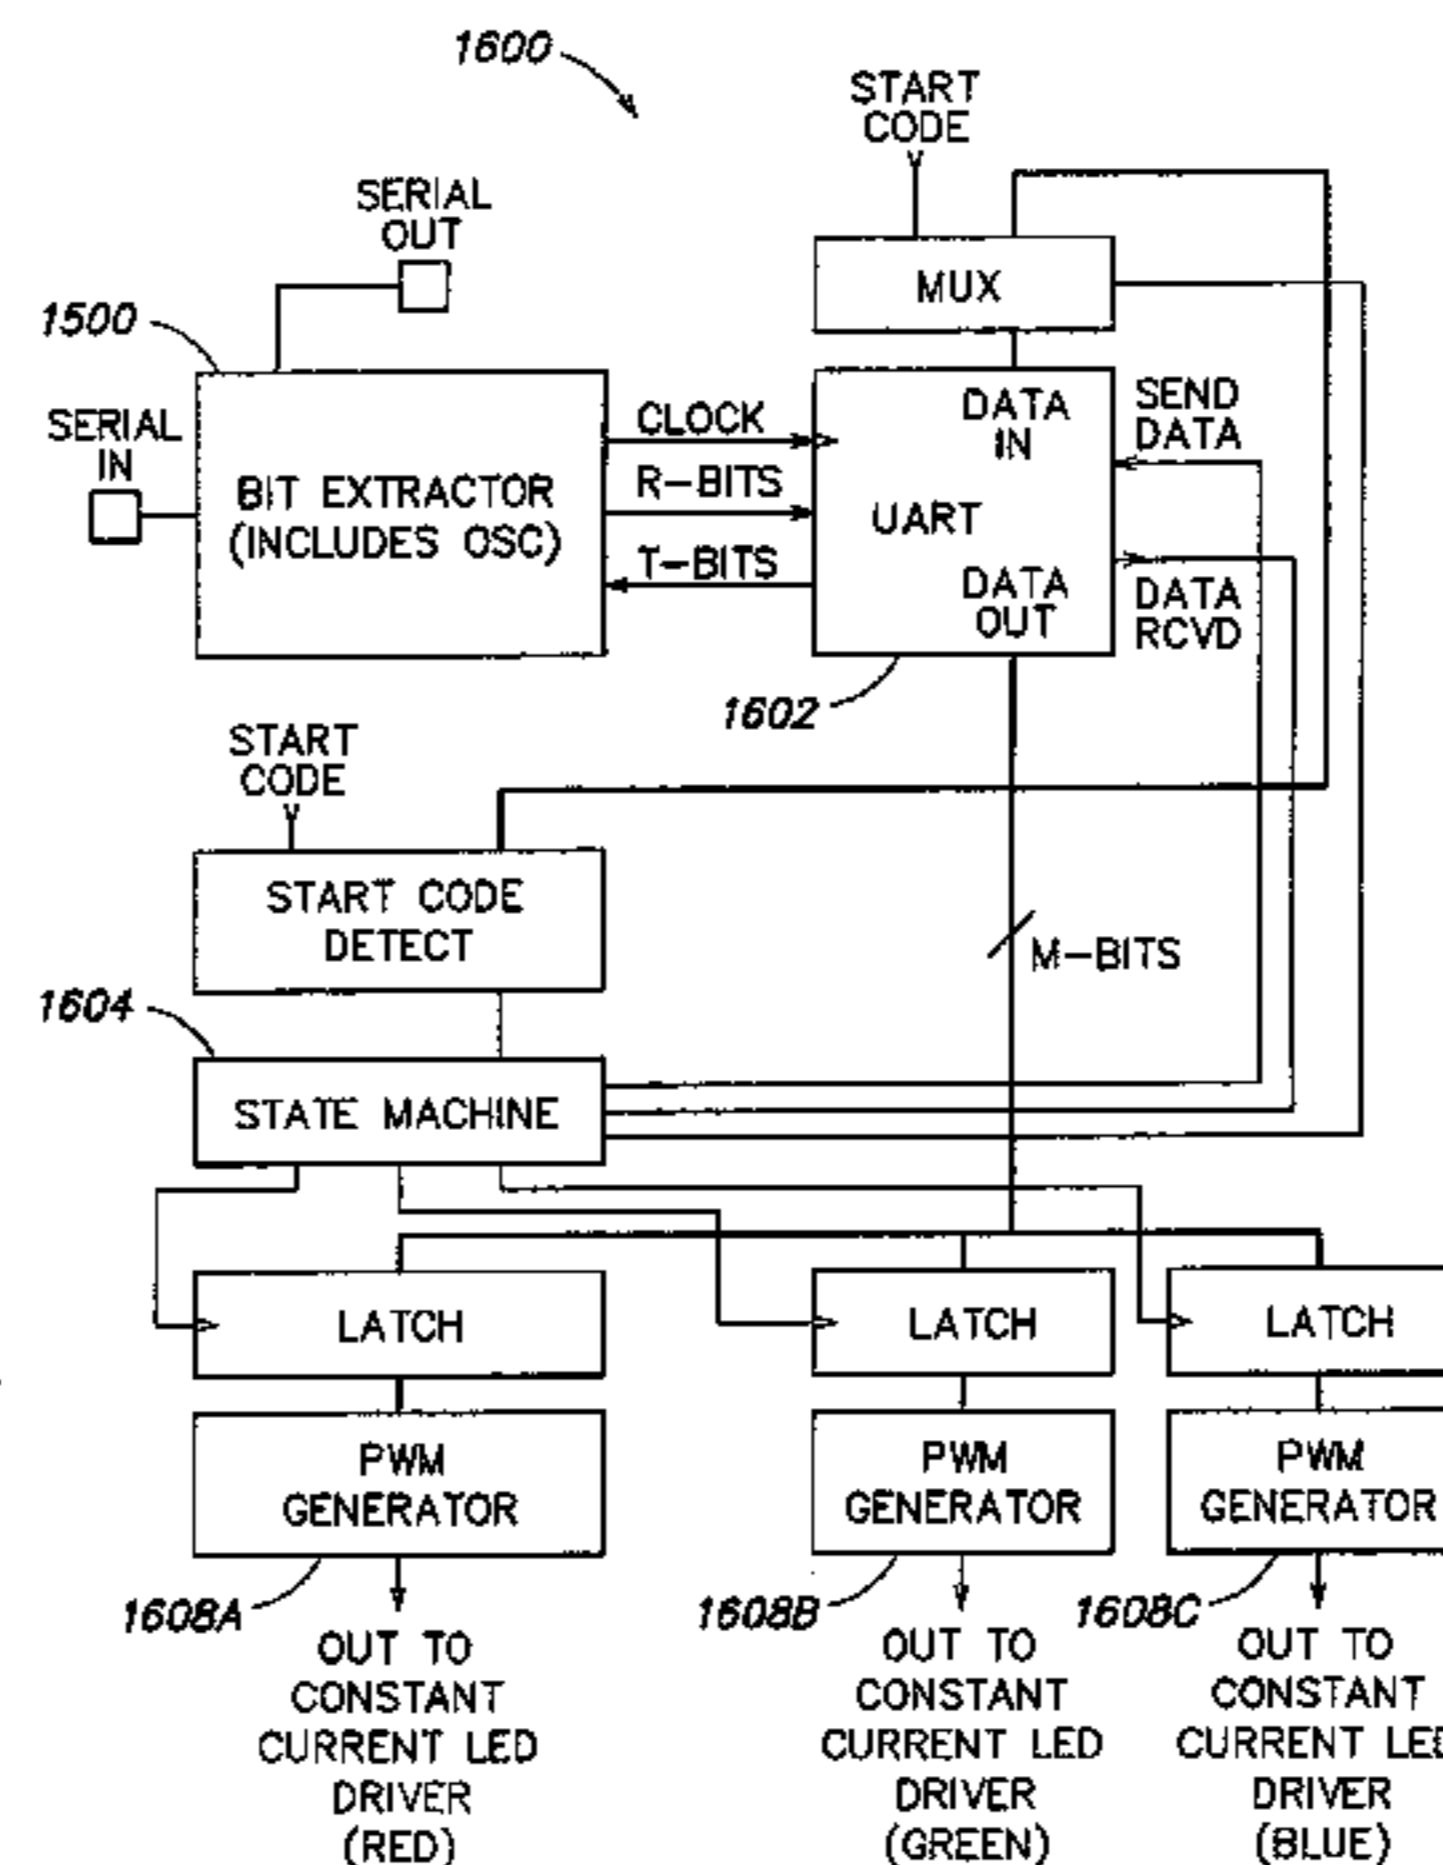 1600
START
CODE
SERIAL
OUT
MUX
1500
SERIAL
IN
BIT EXTRACTOR
(INCLUDES OSC)
CLOCK
R-BITS
T-BITS
DATA
IN
UART
DATA
OUT
SEND
DATA
DATA
RCVD
1602
START
CODE
START CODE
DETECT
M-BITS
1604
STATE MACHINE
LATCH
LATCH
LATCH
PWM
GENERATOR
PWM
GENERATOR
PWM
GENERATOR
1608A
1608B
1608C
OUT TO
CONSTANT
CURRENT LED
DRIVER
(RED)
OUT TO
CONSTANT
CURRENT LED
DRIVER
(GREEN)
OUT TO
CONSTANT
CURRENT LED
DRIVER
(BLUE)